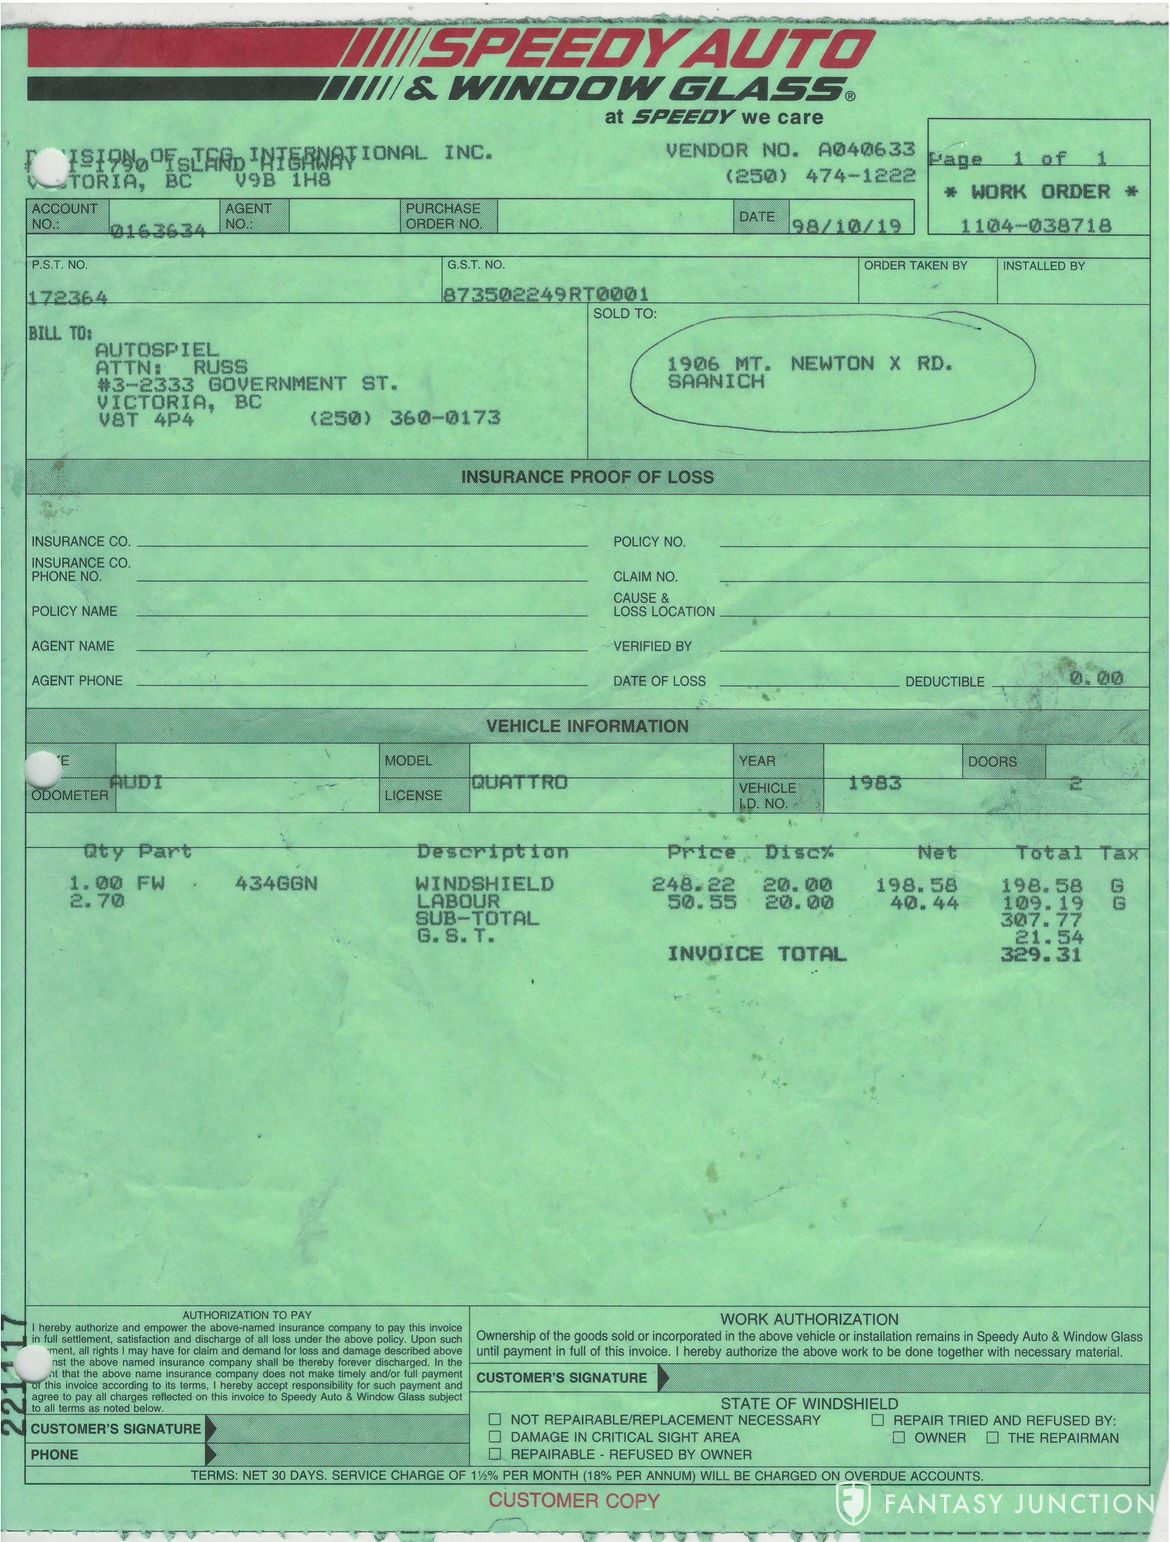 SPEEDY AUTO
& WINDOW GLASS®
at SPEEDY we care
DIVISION OF TCG INTERNATIONAL INC.
1790 ISLAND HIGHWAY
VICTORIA, BC V9B 1H8
VENDOR NO. A040633
(250) 474-1222
Page 1 of 1
* WORK ORDER *
1104-038718
ACCOUNT NO.: 0163634
AGENT NO.:
PURCHASE ORDER NO.
DATE 98/10/19
P.S.T. NO.
172364
G.S.T. NO.
873502249RT0001
ORDER TAKEN BY
INSTALLED BY
BILL TO:
AUTOSPIEL
ATTN: RUSS
#3-2333 GOVERNMENT ST.
VICTORIA, BC
V8T 4P4 (250) 360-0173
SOLD TO:
1906 MT. NEWTON X RD.
SAANICH
INSURANCE PROOF OF LOSS
INSURANCE CO.
POLICY NO.
INSURANCE CO. PHONE NO.
CLAIM NO.
POLICY NAME
CAUSE & LOSS LOCATION
AGENT NAME
VERIFIED BY
AGENT PHONE
DATE OF LOSS
DEDUCTIBLE 0.00
VEHICLE INFORMATION
AUDI
MODEL QUATTRO
YEAR 1983
DOORS 2
ODOMETER
LICENSE
VEHICLE I.D. NO.
Qty Part Description Price Disc% Net Total Tax
1.00 FW 434GGN WINDSHIELD 248.22 20.00 198.58 198.58 G
2.70 LABOUR 50.55 20.00 40.44 109.19 G
SUB-TOTAL 307.77
G.S.T. 21.54
INVOICE TOTAL 329.31
221117
AUTHORIZATION TO PAY
I hereby authorize and empower the above-named insurance company to pay this invoice
in full settlement, satisfaction and discharge of all loss under the above policy. Upon such
payment, all rights I may have for claim and demand for loss and damage described above
against the above named insurance company shall be thereby forever discharged. In the
event that the above name insurance company does not make timely and/or full payment
of this invoice according to its terms, I hereby accept responsibility for such payment and
agree to pay all charges reflected on this invoice to Speedy Auto & Window Glass subject
to all terms as noted below.
CUSTOMER'S SIGNATURE
PHONE
WORK AUTHORIZATION
Ownership of the goods sold or incorporated in the above vehicle or installation remains in Speedy Auto & Window Glass
until payment in full of this invoice. I hereby authorize the above work to be done together with necessary material.
CUSTOMER'S SIGNATURE
STATE OF WINDSHIELD
NOT REPAIRABLE/REPLACEMENT NECESSARY
REPAIR TRIED AND REFUSED BY:
DAMAGE IN CRITICAL SIGHT AREA
OWNER THE REPAIRMAN
REPAIRABLE - REFUSED BY OWNER
TERMS: NET 30 DAYS. SERVICE CHARGE OF 1½% PER MONTH (18% PER ANNUM) WILL BE CHARGED ON OVERDUE ACCOUNTS.
CUSTOMER COPY
FANTASY JUNCTION